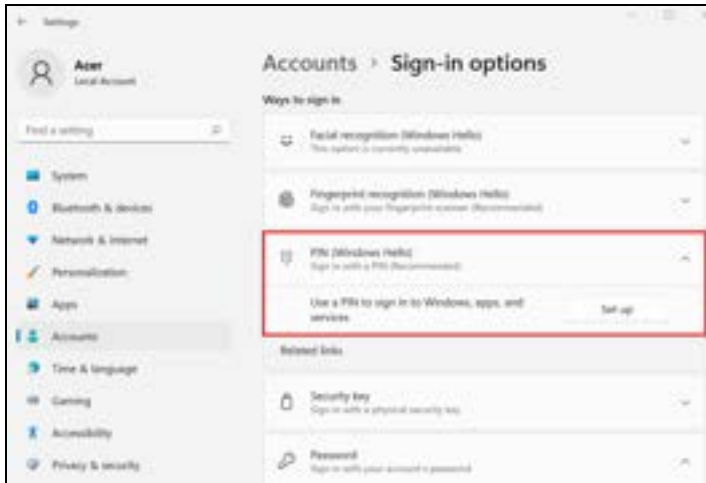 Settings
Acer
Local Account
Find a setting
System
Bluetooth & devices
Network & internet
Personalization
Apps
Accounts
Time & language
Gaming
Accessibility
Privacy & security
Accounts > Sign-in options
Ways to sign in
Facial recognition (Windows Hello)
This option is currently unavailable
Fingerprint recognition (Windows Hello)
Sign in with your fingerprint scanner (Recommended)
PIN (Windows Hello)
Sign in with a PIN (Recommended)
Use a PIN to sign in to Windows, apps, and
services
Set up
Related links
Security key
Sign in with a physical security key
Password
Sign in with your account's password